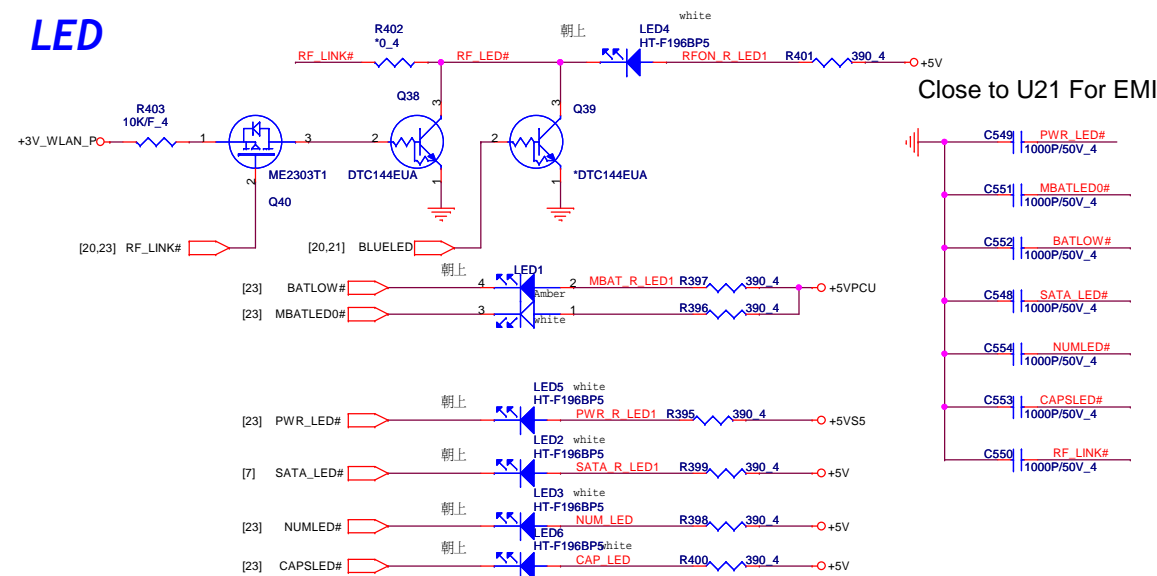 LED
R402
*0_4
RF_LINK#
RF_LED#
朝上
LED4
white
HT-F196BP5
RFON_R_LED1
R401
390_4
+5V
Close to U21 For EMI
R403
10K/F_4
+3V_WLAN_P
1
3
2
ME2303T1
Q40
Q38
3
2
1
DTC144EUA
Q39
3
2
1
*DTC144EUA
[20,23] RF_LINK#
[20,21] BLUELED
C549 PWR_LED#
1000P/50V_4
C551 MBATLED0#
1000P/50V_4
C552 BATLOW#
1000P/50V_4
C548 SATA_LED#
1000P/50V_4
C554 NUMLED#
1000P/50V_4
C553 CAPSLED#
1000P/50V_4
C550 RF_LINK#
1000P/50V_4
朝上
LED1
[23] BATLOW# 4 2 MBAT_R_LED1 R397 390_4 +5VPCU
Amber
[23] MBATLED0# 3 1 R396 390_4
white
LED5 white
朝上 HT-F196BP5
[23] PWR_LED# PWR_R_LED1 R395 390_4 +5VS5
LED2 white
朝上 HT-F196BP5
[7] SATA_LED# SATA_R_LED1 R399 390_4 +5V
LED3 white
朝上 HT-F196BP5
[23] NUMLED# NUM_LED R398 390_4 +5V
LED6
朝上 HT-F196BP5 white
[23] CAPSLED# CAP_LED R400 390_4 +5V